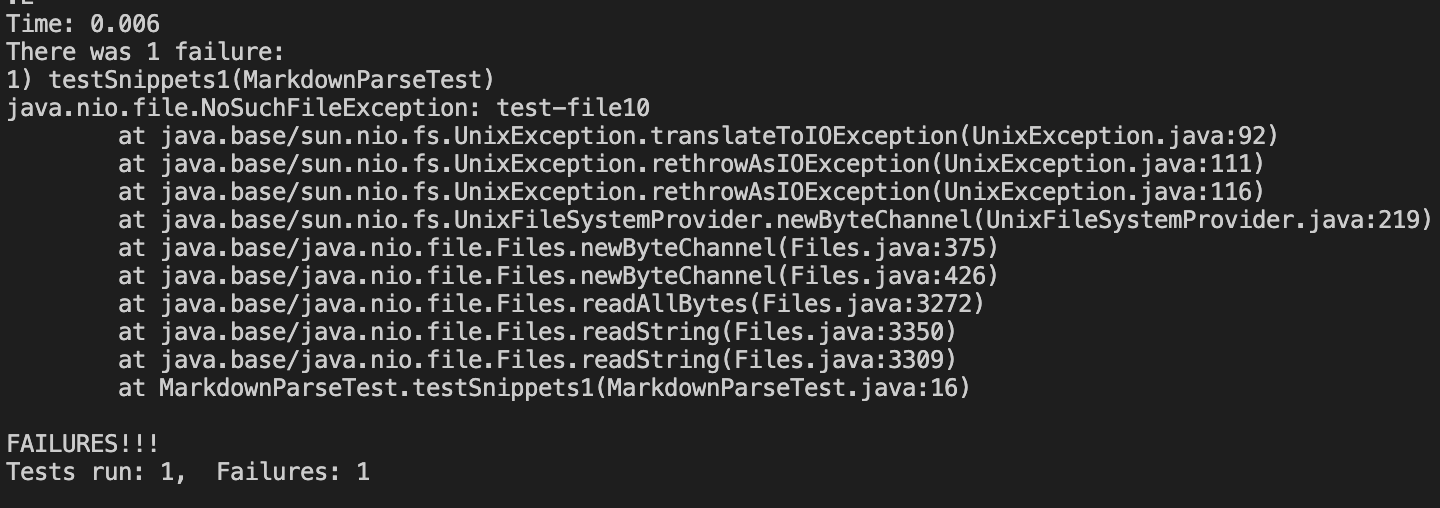 .E
Time: 0.006
There was 1 failure:
1) testSnippets1(MarkdownParseTest)
java.nio.file.NoSuchFileException: test-file10
        at java.base/sun.nio.fs.UnixException.translateToIOException(UnixException.java:92)
        at java.base/sun.nio.fs.UnixException.rethrowAsIOException(UnixException.java:111)
        at java.base/sun.nio.fs.UnixException.rethrowAsIOException(UnixException.java:116)
        at java.base/sun.nio.fs.UnixFileSystemProvider.newByteChannel(UnixFileSystemProvider.java:219)
        at java.base/java.nio.file.Files.newByteChannel(Files.java:375)
        at java.base/java.nio.file.Files.newByteChannel(Files.java:426)
        at java.base/java.nio.file.Files.readAllBytes(Files.java:3272)
        at java.base/java.nio.file.Files.readString(Files.java:3350)
        at java.base/java.nio.file.Files.readString(Files.java:3309)
        at MarkdownParseTest.testSnippets1(MarkdownParseTest.java:16)

FAILURES!!!
Tests run: 1,  Failures: 1